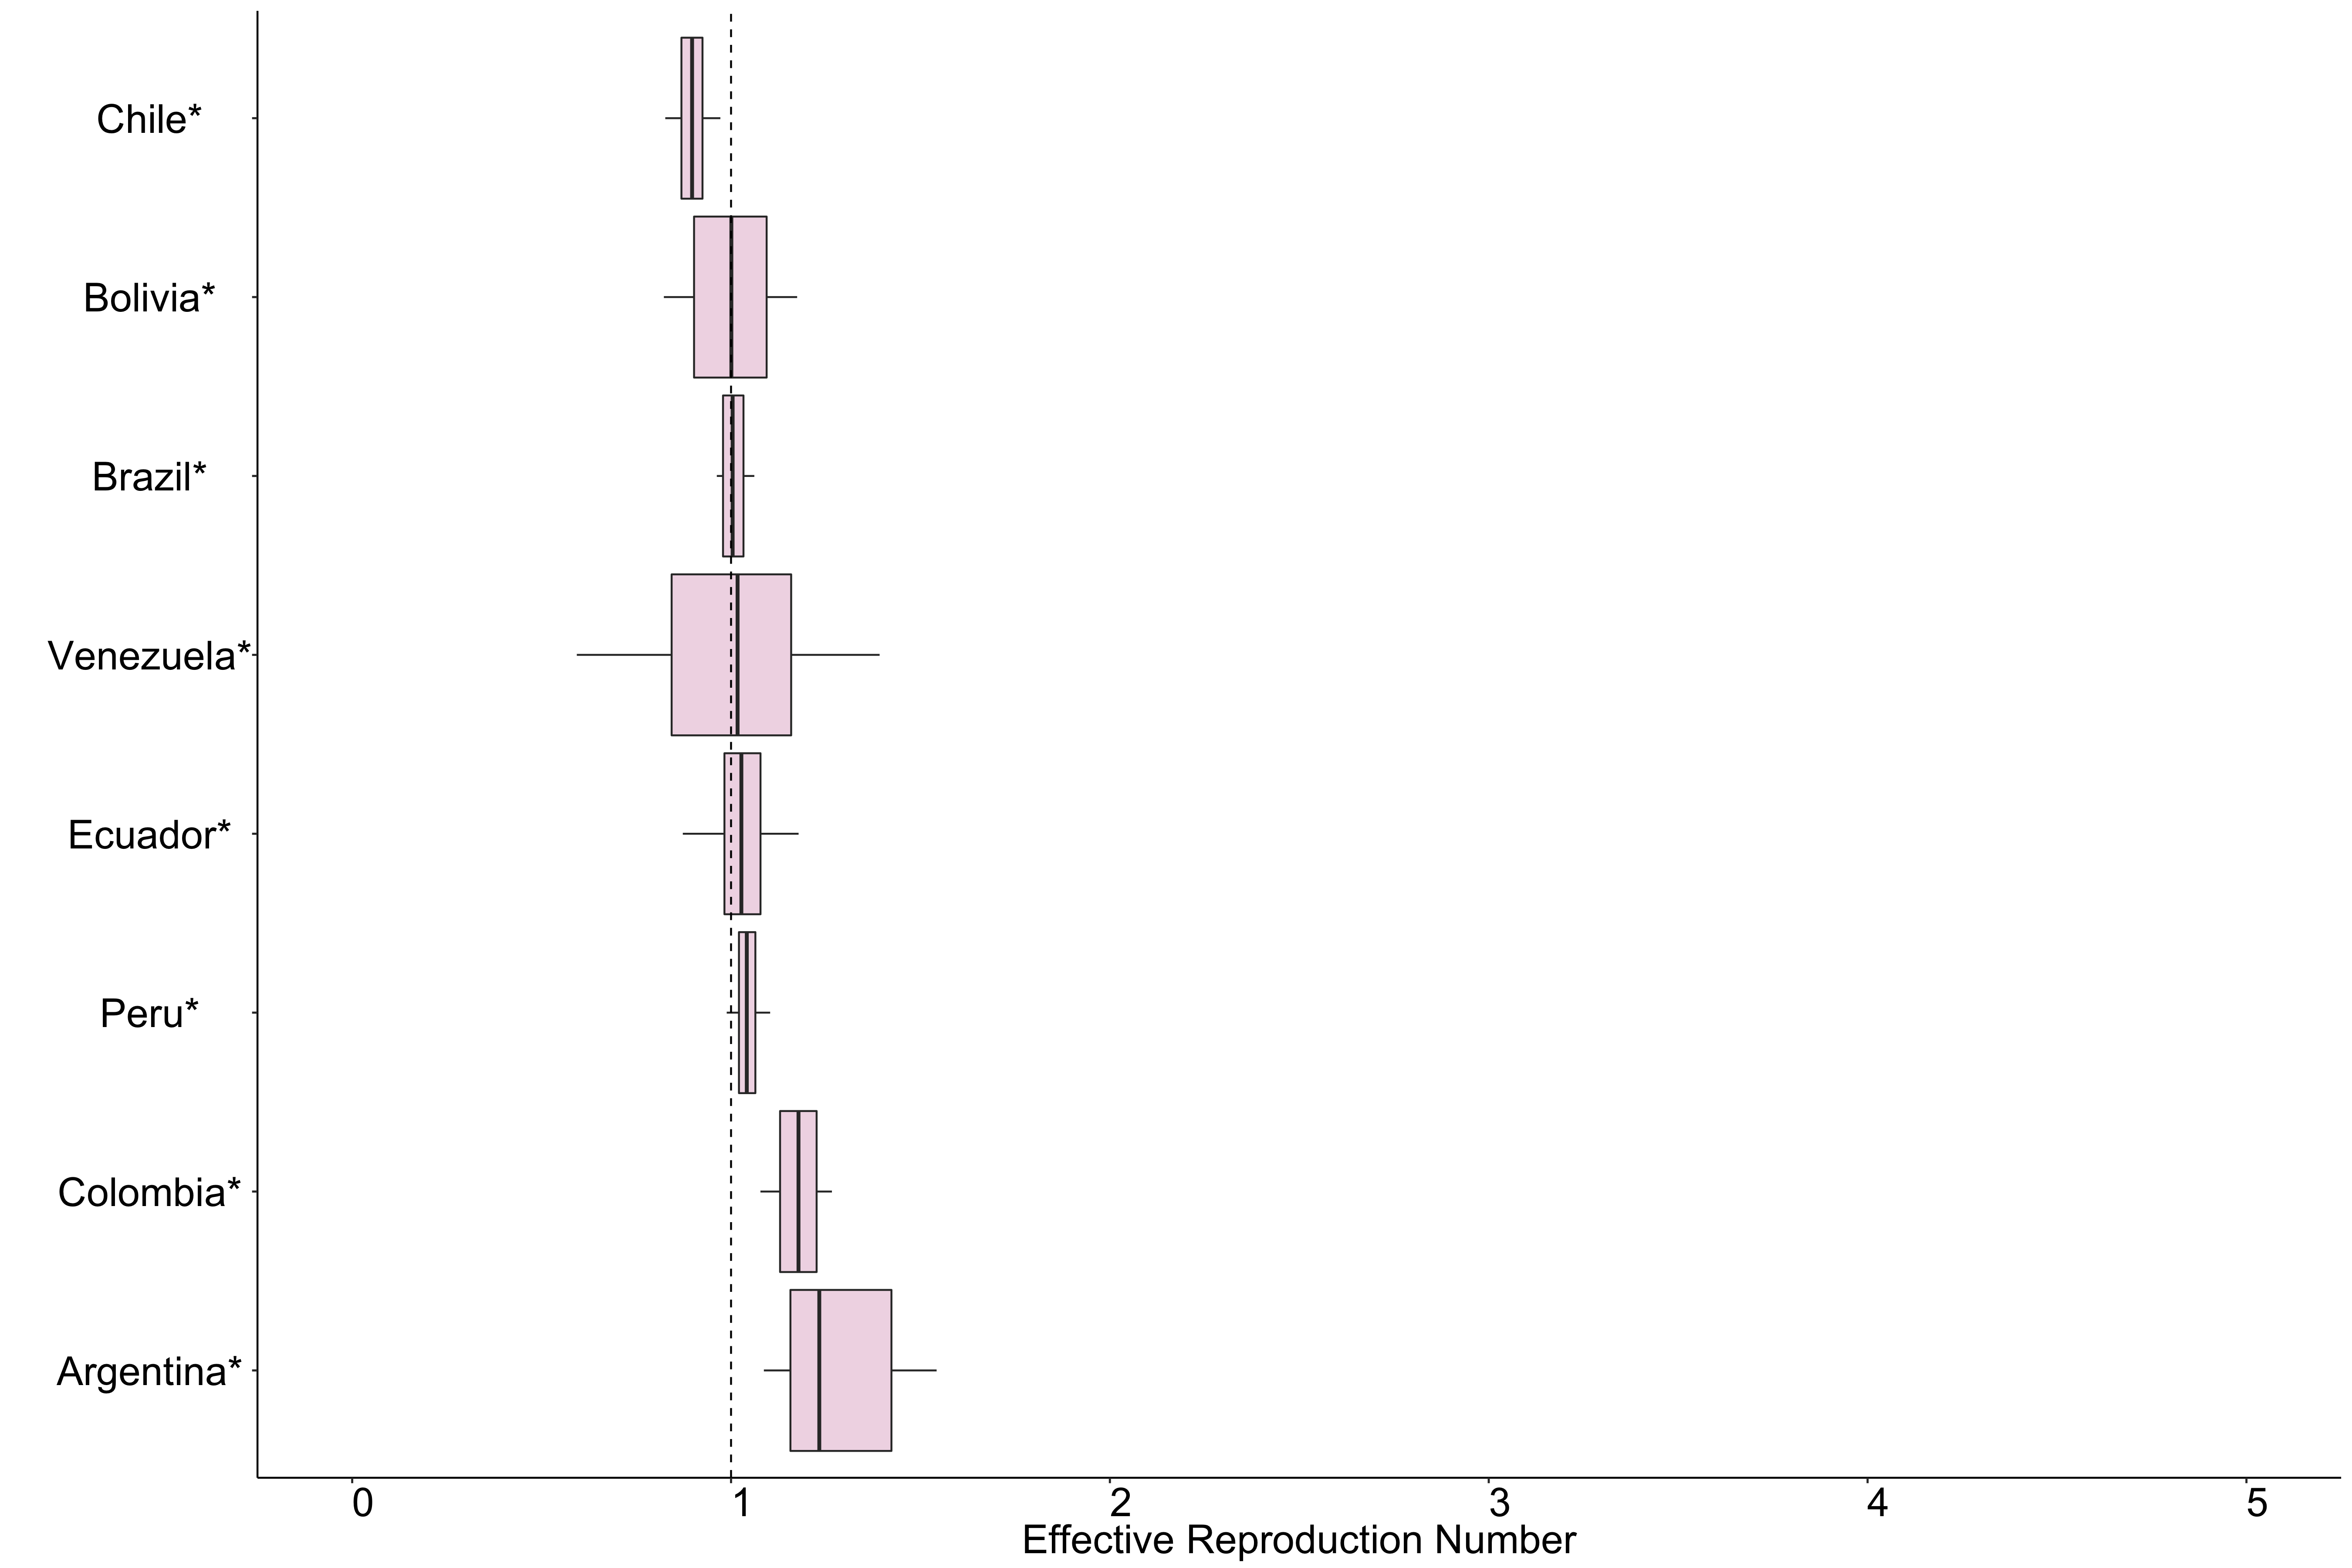 Chile*
Bolivia*
Brazil*
Venezuela*
Ecuador*
Peru*
Colombia*
Argentina*
0 1 2 3 4 5
Effective Reproduction Number